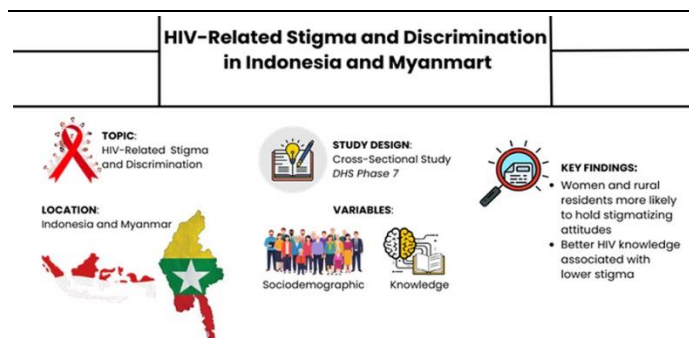 HIV-Related Stigma and Discrimination
in Indonesia and Myanmart
TOPIC:
HIV-Related Stigma
and Discrimination
LOCATION:
Indonesia and Myanmar
STUDY DESIGN:
Cross-Sectional Study
DHS Phase 7
VARIABLES:
Sociodemographic
Knowledge
KEY FINDINGS:
• Women and rural
residents more likely
to hold stigmatizing
attitudes
• Better HIV knowledge
associated with
lower stigma